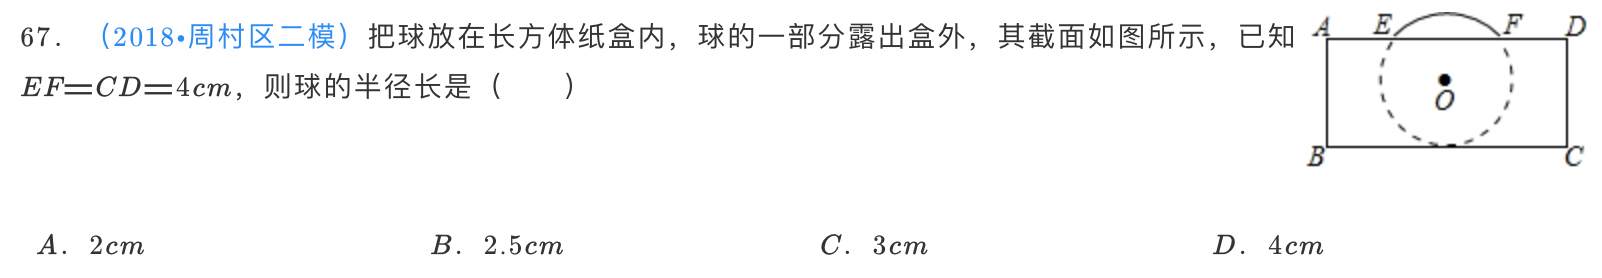 67. （2018•周村区二模）把球放在长方体纸盒内，球的一部分露出盒外，其截面如图所示，已知
EF=CD=4cm，则球的半径长是（　　）
A E F D
O
B C
A. 2cm B. 2.5cm C. 3cm D. 4cm